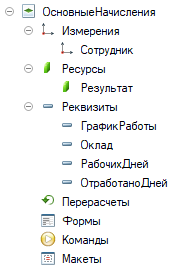 ОсновныеНачисления
Измерения
Сотрудник
Ресурсы
Результат
Реквизиты
ГрафикРаботы
Оклад
РабочихДней
ОтработаноДней
Перерасчеты
Формы
Команды
Макеты